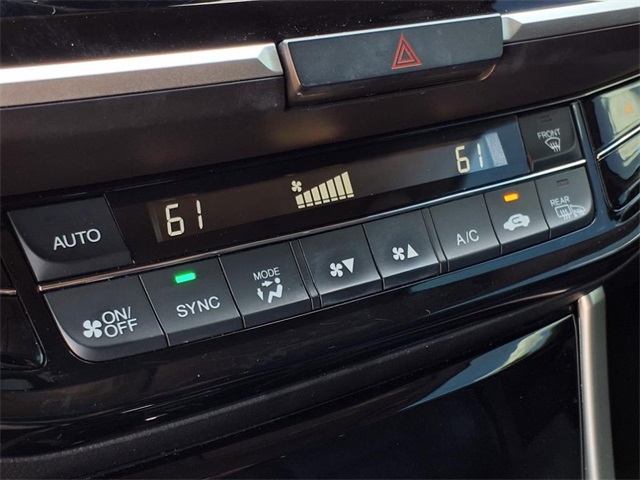 FRONT
61 61
AUTO
ON/OFF SYNC MODE A/C REAR